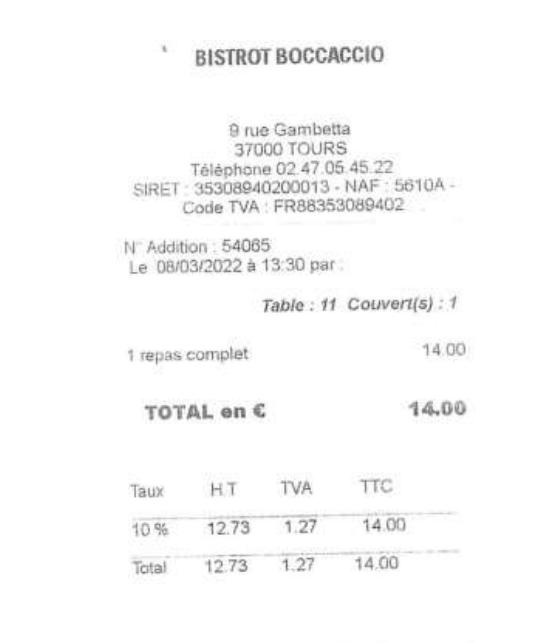 BISTROT BOCCACCIO
9 rue Gambetta
37000 TOURS
Téléphone 02.47.05.45.22
SIRET : 35308940200013 - NAF : 5610A -
Code TVA : FR88353089402
N° Addition : 54065
Le 08/03/2022 à 13:30 par :
Table : 11 Couvert(s) : 1
1 repas complet 14.00
TOTAL en € 14.00
Taux H.T TVA TTC
10 % 12.73 1.27 14.00
Total 12.73 1.27 14.00